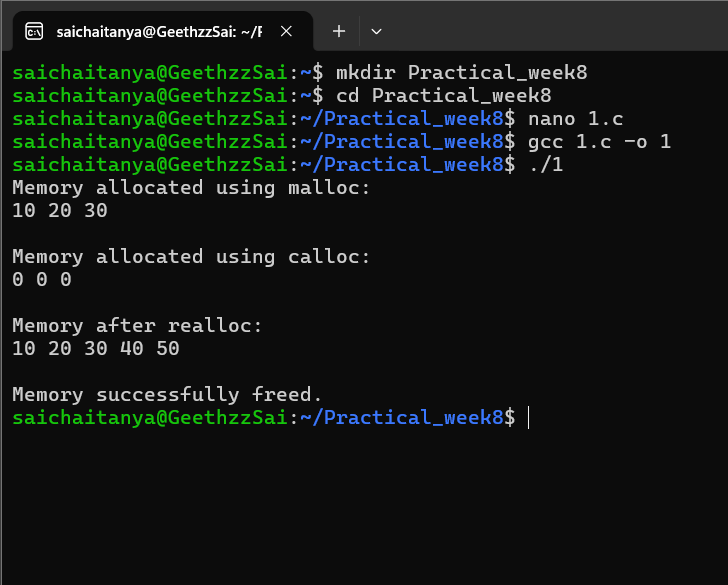 saichaitanya@GeethzzSai: ~/F
saichaitanya@GeethzzSai:~$ mkdir Practical_week8
saichaitanya@GeethzzSai:~$ cd Practical_week8
saichaitanya@GeethzzSai:~/Practical_week8$ nano 1.c
saichaitanya@GeethzzSai:~/Practical_week8$ gcc 1.c -o 1
saichaitanya@GeethzzSai:~/Practical_week8$ ./1
Memory allocated using malloc:
10 20 30
Memory allocated using calloc:
0 0 0
Memory after realloc:
10 20 30 40 50
Memory successfully freed.
saichaitanya@GeethzzSai:~/Practical_week8$